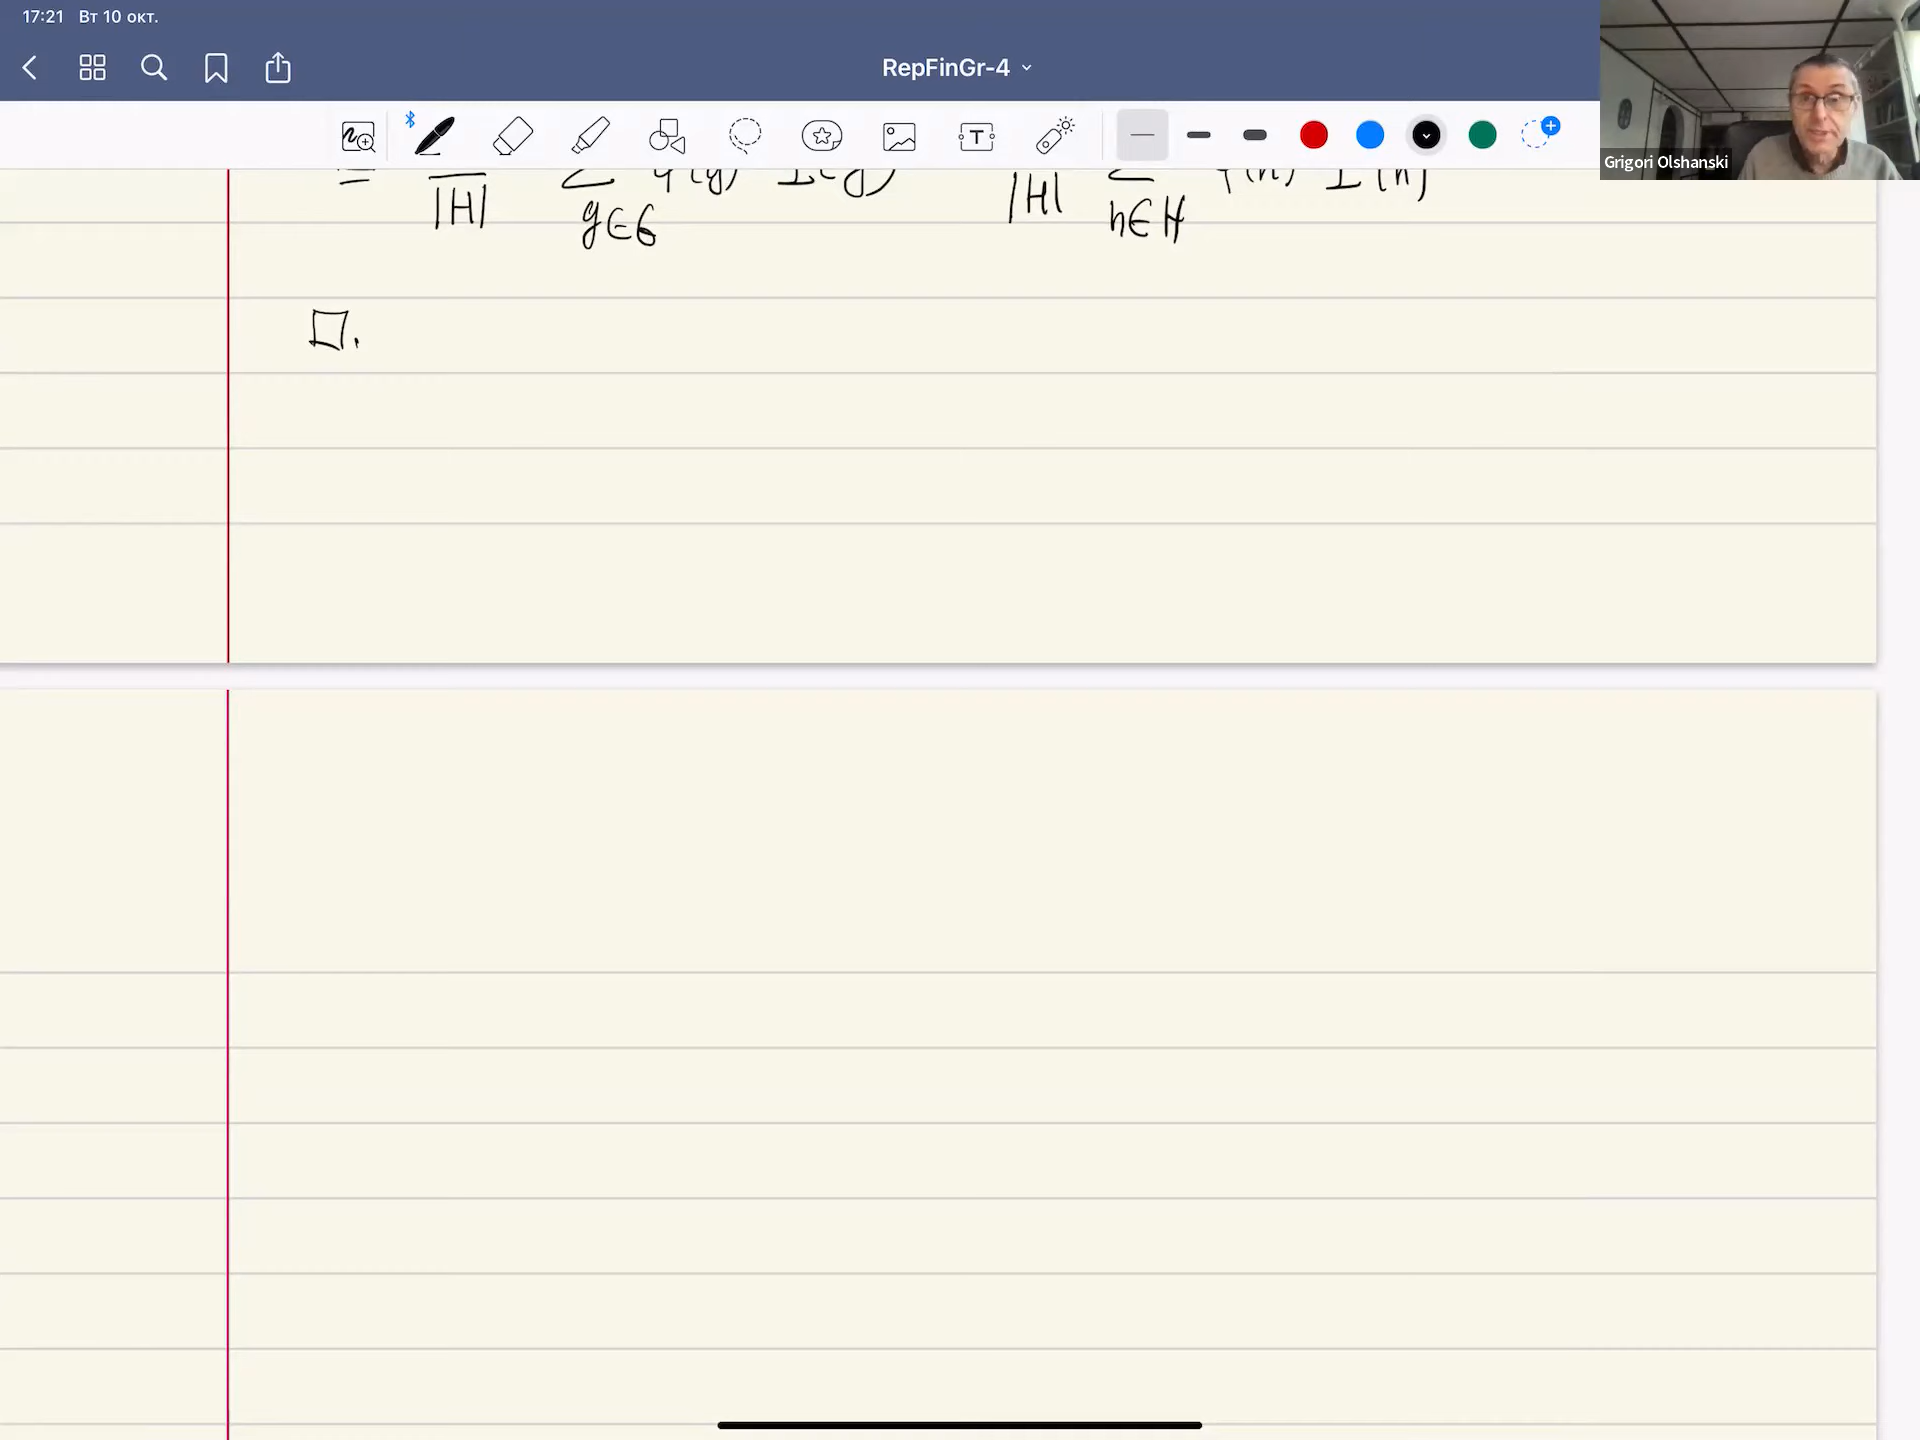 17:21 Вт 10 окт.
RepFinGr-4
T
Grigori Olshanski
=
|H| g∈G |H| h∈H
□.